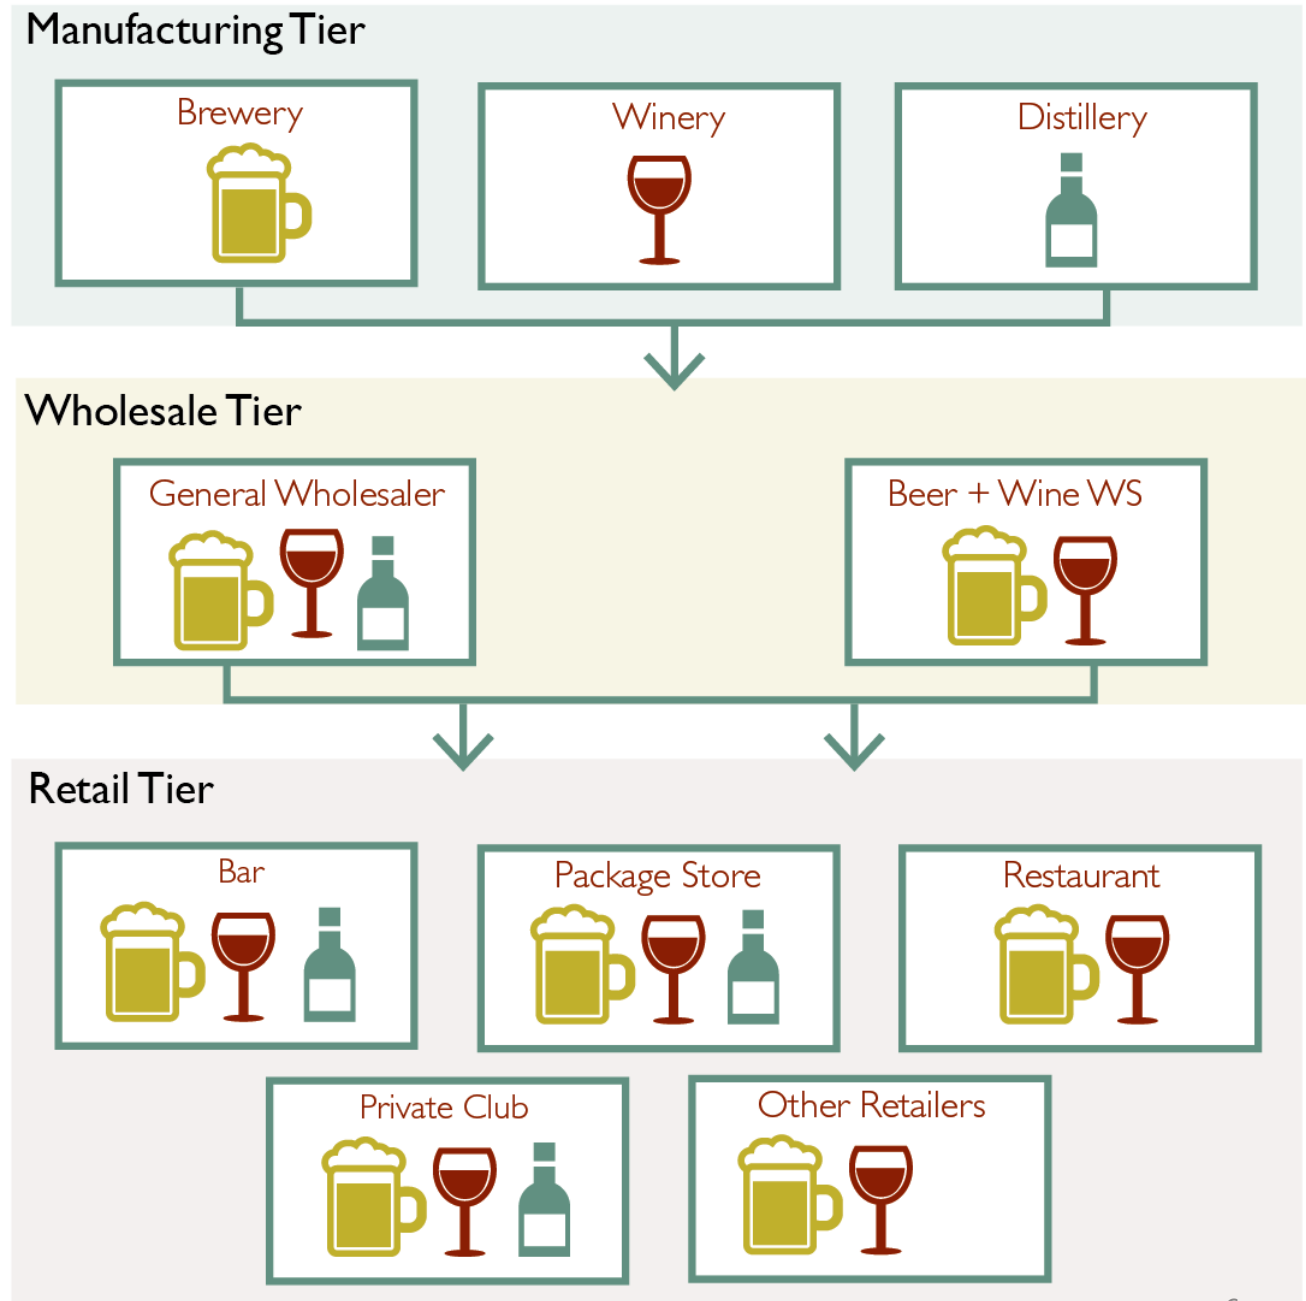 Manufacturing Tier
Brewery
Winery
Distillery
Wholesale Tier
General Wholesaler
Beer + Wine WS
Retail Tier
Bar
Package Store
Restaurant
Private Club
Other Retailers